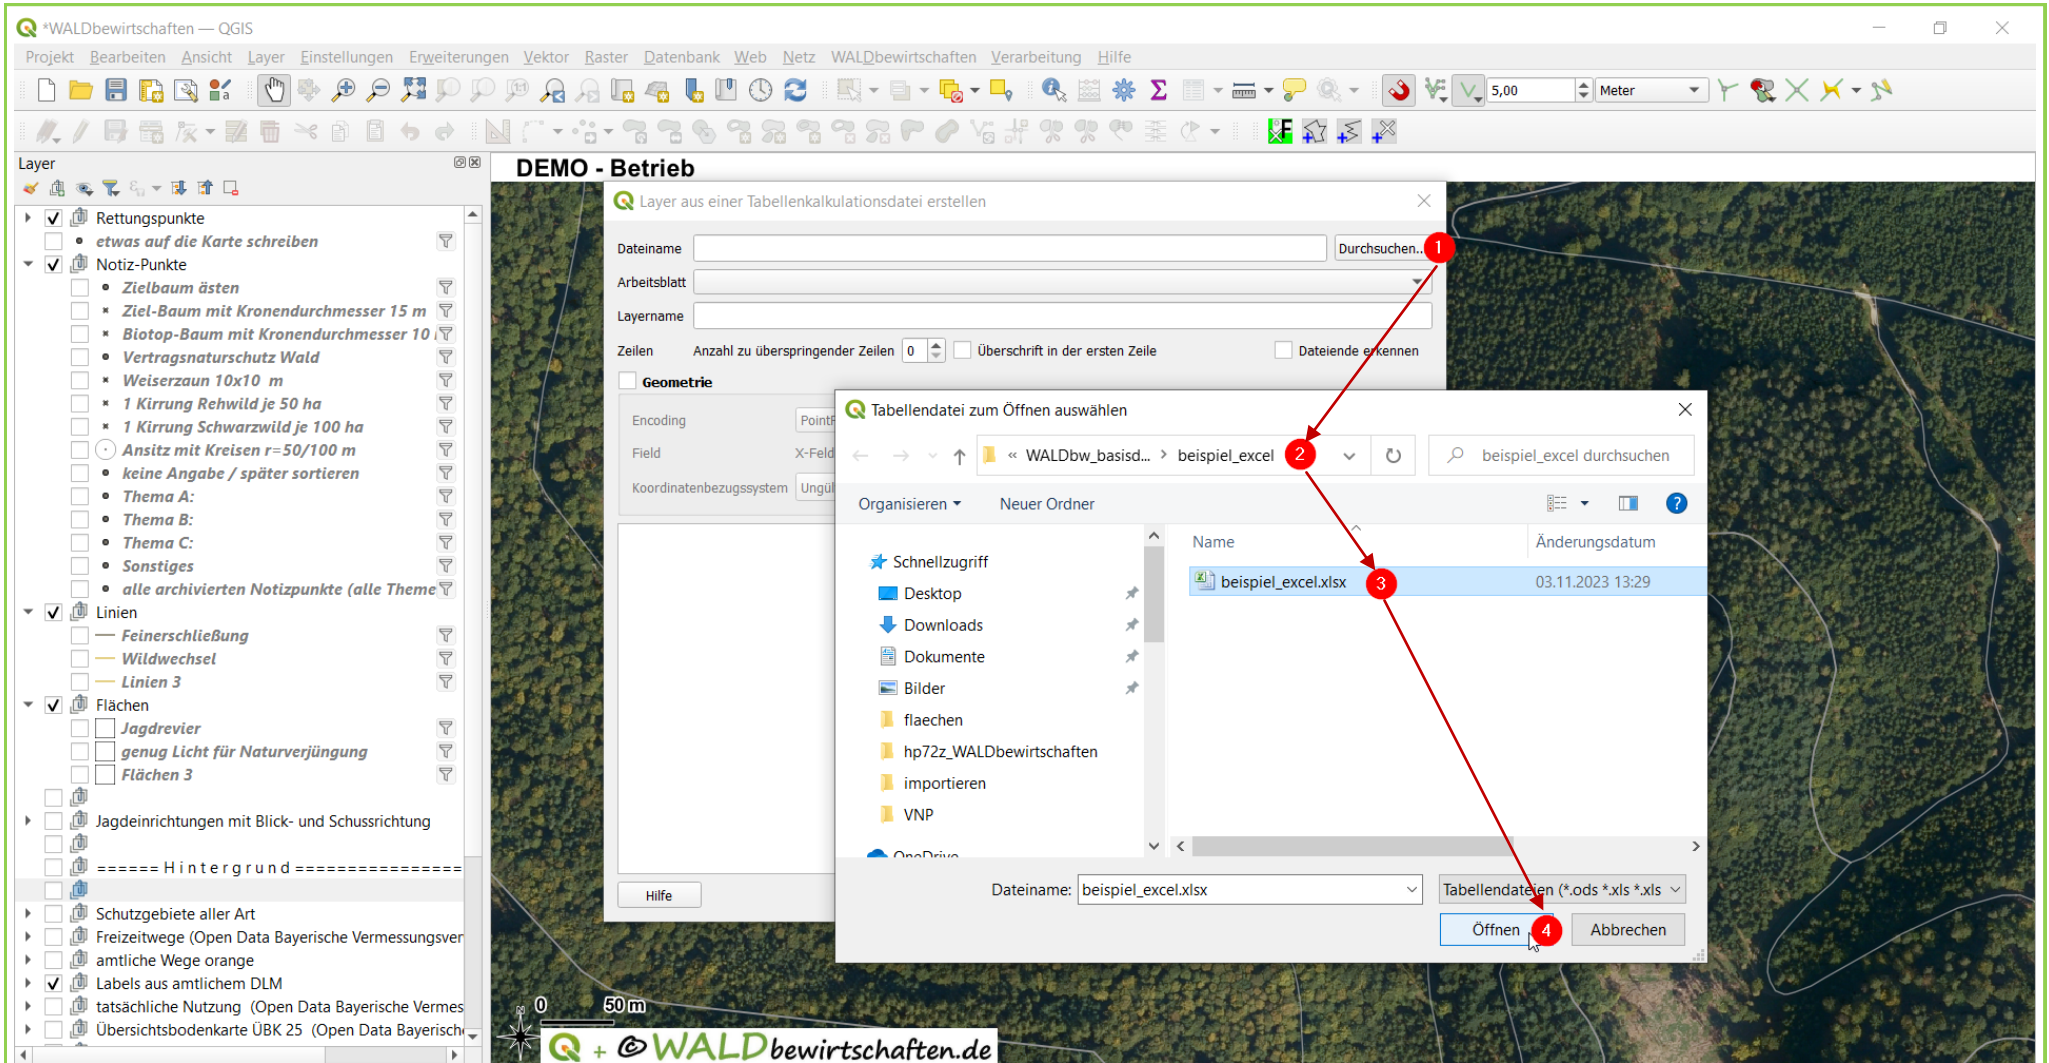 *WALDbewirtschaften — QGIS
Projekt Bearbeiten Ansicht Layer Einstellungen Erweiterungen Vektor Raster Datenbank Web Netz WALDbewirtschaften Verarbeitung Hilfe
5,00 Meter
Layer
DEMO - Betrieb
Rettungspunkte
etwas auf die Karte schreiben
Notiz-Punkte
Zielbaum ästen
Ziel-Baum mit Kronendurchmesser 15 m
Biotop-Baum mit Kronendurchmesser 10
Vertragsnaturschutz Wald
Weiserzaun 10x10 m
1 Kirrung Rehwild je 50 ha
1 Kirrung Schwarzwild je 100 ha
Ansitz mit Kreisen r=50/100 m
keine Angabe / später sortieren
Thema A:
Thema B:
Thema C:
Sonstiges
alle archivierten Notizpunkte (alle Theme
Linien
Feinerschließung
Wildwechsel
Linien 3
Flächen
Jagdrevier
genug Licht für Naturverjüngung
Flächen 3
Jagdeinrichtungen mit Blick- und Schussrichtung
====== H i n t e r g r u n d ================
Schutzgebiete aller Art
Freizeitwege (Open Data Bayerische Vermessungsver
amtliche Wege orange
Labels aus amtlichem DLM
tatsächliche Nutzung (Open Data Bayerische Vermes
Übersichtsbodenkarte ÜBK 25 (Open Data Bayerisch
Layer aus einer Tabellenkalkulationsdatei erstellen
Dateiname Durchsuchen... 1
Arbeitsblatt
Layername
Zeilen Anzahl zu überspringender Zeilen 0 Überschrift in der ersten Zeile Dateiende erkennen
Geometrie
Encoding PointF
Field X-Feld
Koordinatenbezugssystem Ungül
Hilfe
Tabellendatei zum Öffnen auswählen
« WALDbw_basisd... › beispiel_excel 2 beispiel_excel durchsuchen
Organisieren Neuer Ordner
Name Änderungsdatum
beispiel_excel.xlsx 3 03.11.2023 13:29
Schnellzugriff
Desktop
Downloads
Dokumente
Bilder
flaechen
hp72z_WALDbewirtschaften
importieren
VNP
OneDrive
Dateiname: beispiel_excel.xlsx Tabellendateien (*.ods *.xls *.xls
Öffnen 4 Abbrechen
0 50 m
+ © WALDbewirtschaften.de